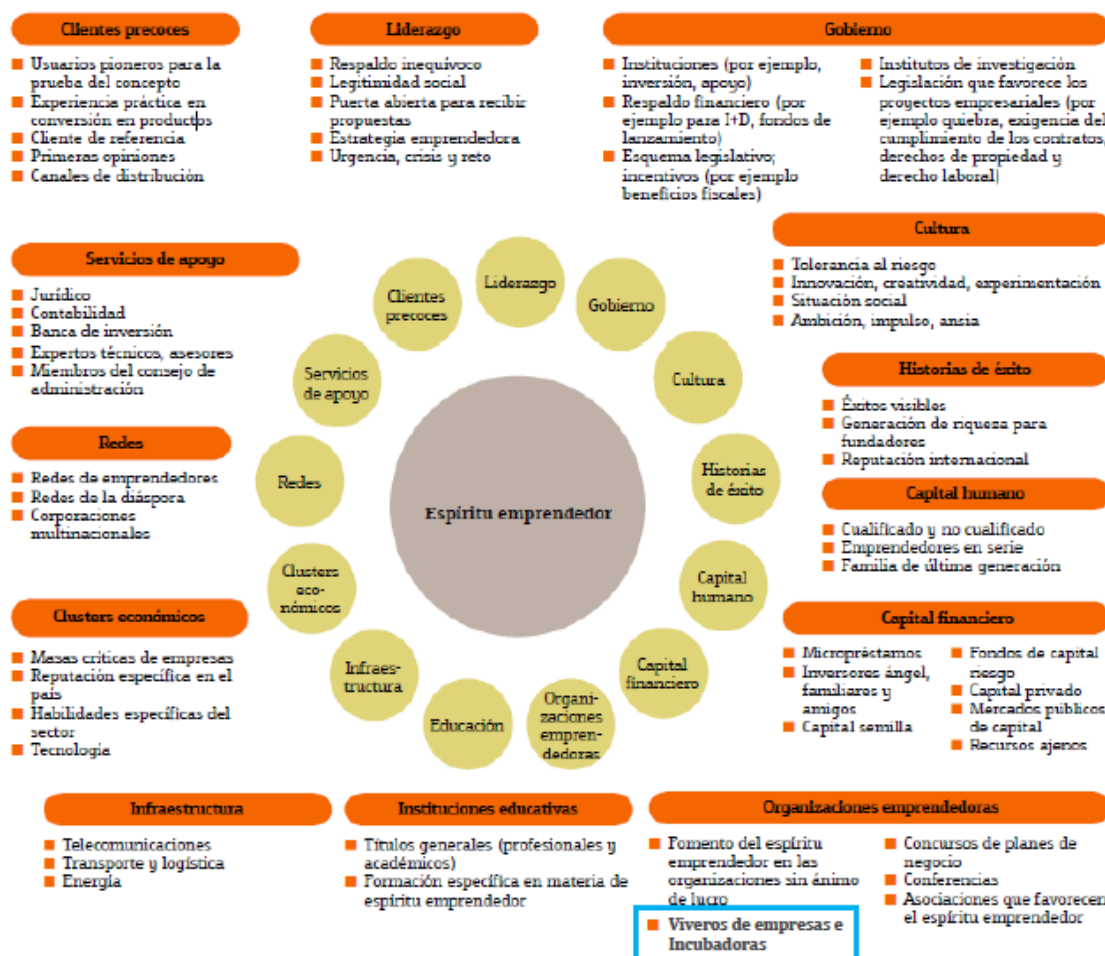 Clientes precoces
Usuarios pioneros para la
prueba del concepto
Experiencia práctica en
conversión en productos
Cliente de referencia
Primeras opiniones
Canales de distribución
Liderazgo
Respaldo inequívoco
Legitimidad social
Puerta abierta para recibir
propuestas
Estrategia emprendedora
Urgencia, crisis y reto
Gobierno
Instituciones (por ejemplo,
inversión, apoyo)
Respaldo financiero (por
ejemplo para I+D, fondos de
lanzamiento)
Esquema legislativo;
incentivos (por ejemplo
beneficios fiscales)
Institutos de investigación
Legislación que favorece los
proyectos empresariales (por
ejemplo quiebra, exigencia del
cumplimiento de los contratos,
derechos de propiedad y
derecho laboral)
Cultura
Tolerancia al riesgo
Innovación, creatividad, experimentación
Situación social
Ambición, impulso, ansia
Servicios de apoyo
Jurídico
Contabilidad
Banca de inversión
Expertos técnicos, asesores
Miembros del consejo de
administración
Historias de éxito
Éxitos visibles
Generación de riqueza para
fundadores
Reputación internacional
Redes
Redes de emprendedores
Redes de la diáspora
Corporaciones
multinacionales
Capital humano
Cualificado y no cualificado
Emprendedores en serie
Familia de última generación
Clusters económicos
Masas críticas de empresas
Reputación específica en el
país
Habilidades específicas del
sector
Tecnología
Capital financiero
Micropréstamos
Inversores ángel,
familiares y
amigos
Capital semilla
Fondos de capital
riesgo
Capital privado
Mercados públicos
de capital
Recursos ajenos
Liderazgo
Gobierno
Cultura
Historias
de éxito
Capital
humano
Capital
financiero
Organi-
zaciones
empren-
dedoras
Educación
Infraes-
tructura
Clusters
eco-
nómicos
Redes
Servicios
de apoyo
Clientes
precoces
Espíritu emprendedor
Infraestructura
Telecomunicaciones
Transporte y logística
Energía
Instituciones educativas
Títulos generales (profesionales y
académicos)
Formación específica en materia de
espíritu emprendedor
Organizaciones emprendedoras
Fomento del espíritu
emprendedor en las
organizaciones sin ánimo
de lucro
Viveros de empresas e
Incubadoras
Concursos de planes de
negocio
Conferencias
Asociaciones que favorecen
el espíritu emprendedor